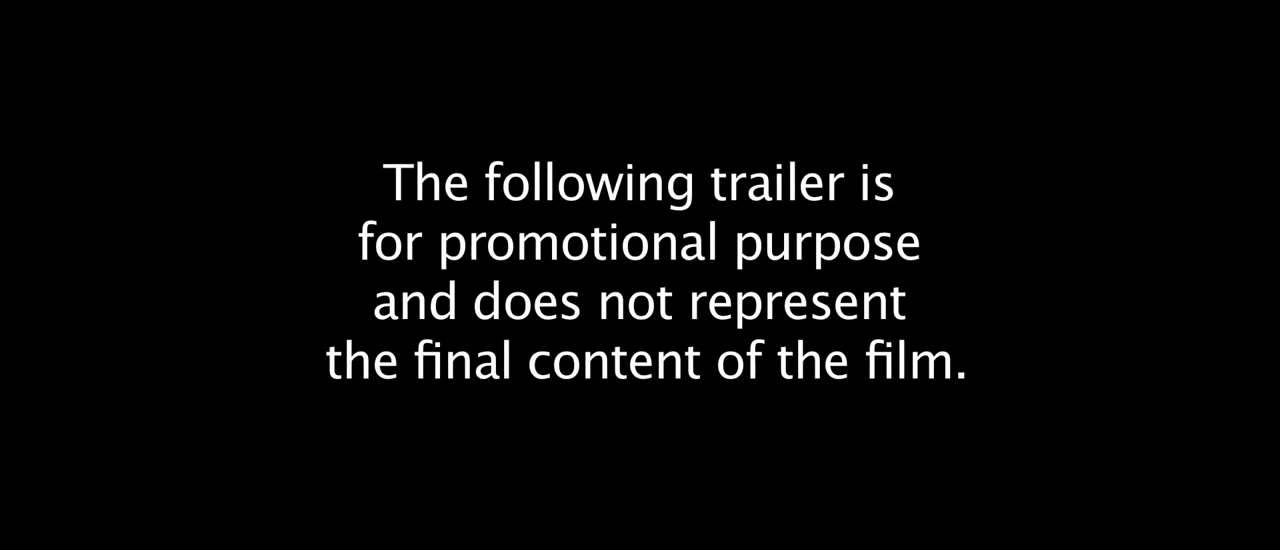 The following trailer is
for promotional purpose
and does not represent
the final content of the film.